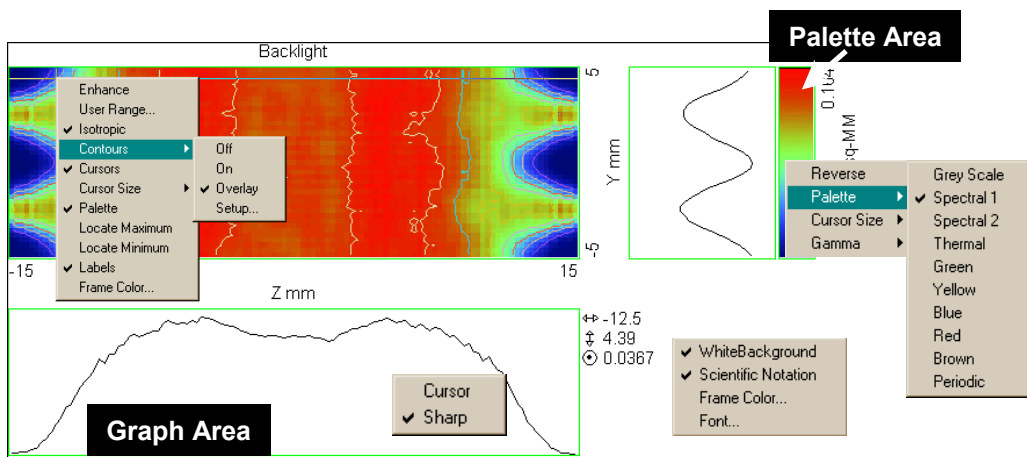 Backlight
Palette Area
Enhance
User Range...
Isotropic
Contours
Cursors
Cursor Size
Palette
Locate Maximum
Locate Minimum
Labels
Frame Color...
Off
On
Overlay
Setup...
-15
15
Z mm
5
Y mm
-5
0.104
sq-MM
Reverse
Palette
Cursor Size
Gamma
Grey Scale
Spectral 1
Spectral 2
Thermal
Green
Yellow
Blue
Red
Brown
Periodic
-12.5
4.39
0.0367
Cursor
Sharp
Graph Area
WhiteBackground
Scientific Notation
Frame Color...
Font...